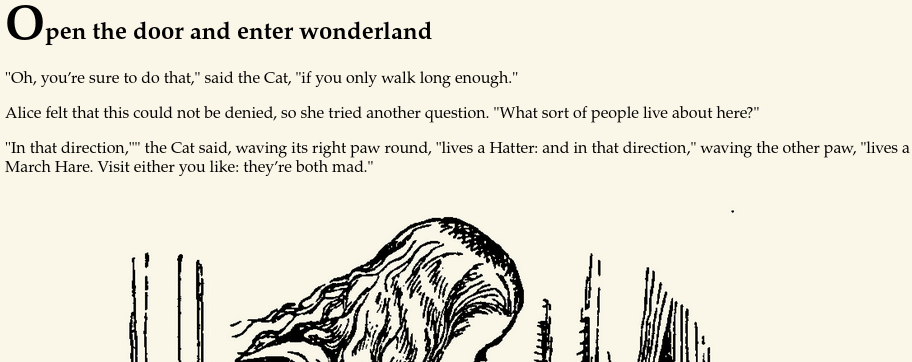 Open the door and enter wonderland
"Oh, you’re sure to do that," said the Cat, "if you only walk long enough."
Alice felt that this could not be denied, so she tried another question. "What sort of people live about here?"
"In that direction,"" the Cat said, waving its right paw round, "lives a Hatter: and in that direction," waving the other paw, "lives a
March Hare. Visit either you like: they’re both mad."